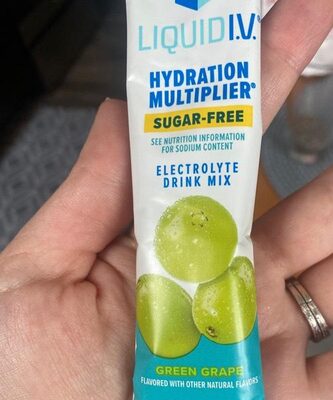 LIQUID I.V.®
HYDRATION
MULTIPLIER®
SUGAR-FREE
SEE NUTRITION INFORMATION
FOR SODIUM CONTENT
ELECTROLYTE
DRINK MIX
GREEN GRAPE
FLAVORED WITH OTHER NATURAL FLAVORS